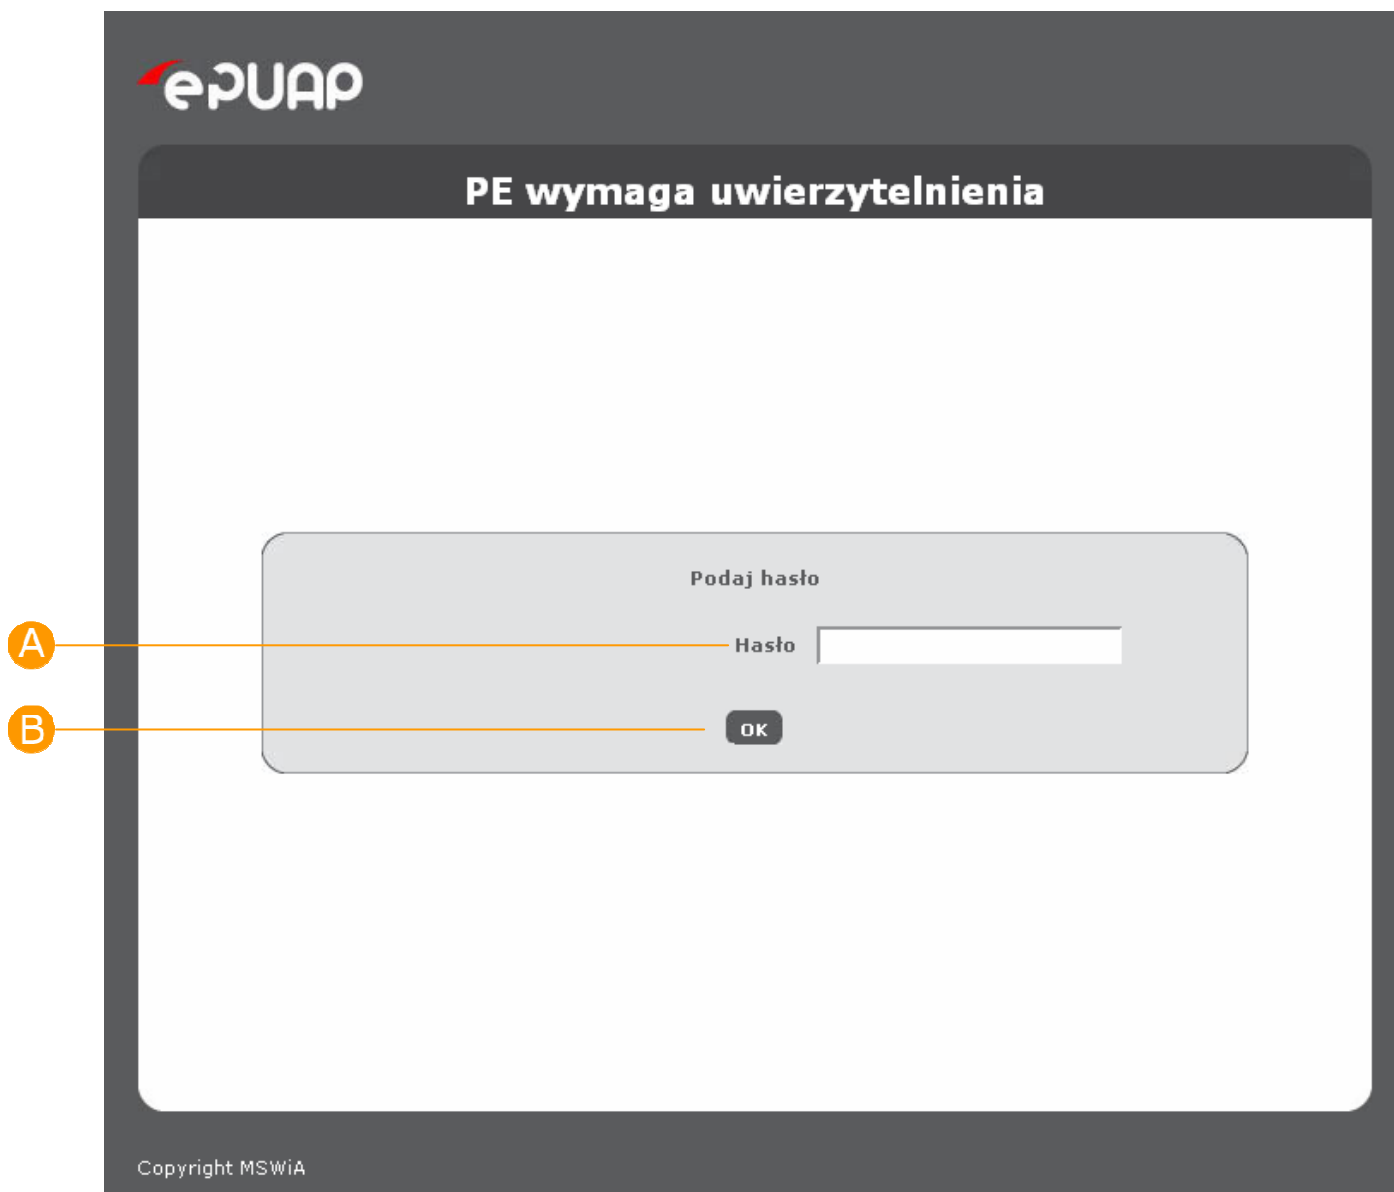 ePUAP
PE wymaga uwierzytelnienia
Podaj hasło
A
Hasło
B
OK
Copyright MSWiA